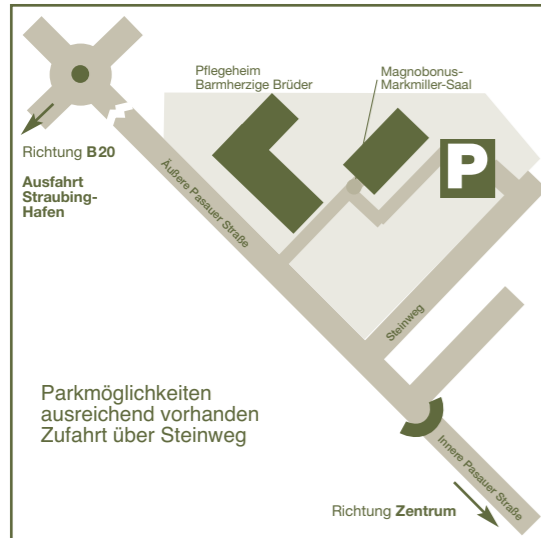 Pflegeheim
Barmherzige Brüder
Magnobonus-
Markmiller-Saal
P
Richtung B20
Ausfahrt
Straubing-
Hafen
Äußere Pasauer Straße
Steinweg
Parkmöglichkeiten
ausreichend vorhanden
Zufahrt über Steinweg
Innere Pasauer Straße
Richtung Zentrum